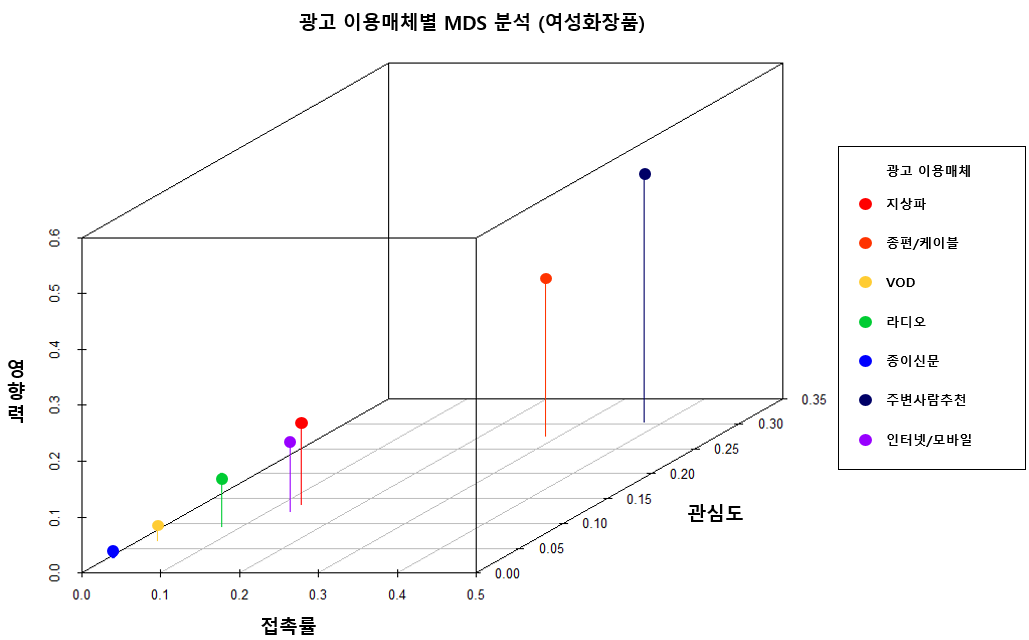 광고 이용매체별 MDS 분석 (여성화장품)
광고 이용매체
지상파
종편/케이블
VOD
라디오
종이신문
주변사람추천
인터넷/모바일
영향력
0.6
0.5
0.4
0.3
0.2
0.1
0.0
0.0 0.1 0.2 0.3 0.4 0.5
접촉률
0.00
0.05
0.10
0.15
0.20
0.25
0.30
0.35
관심도